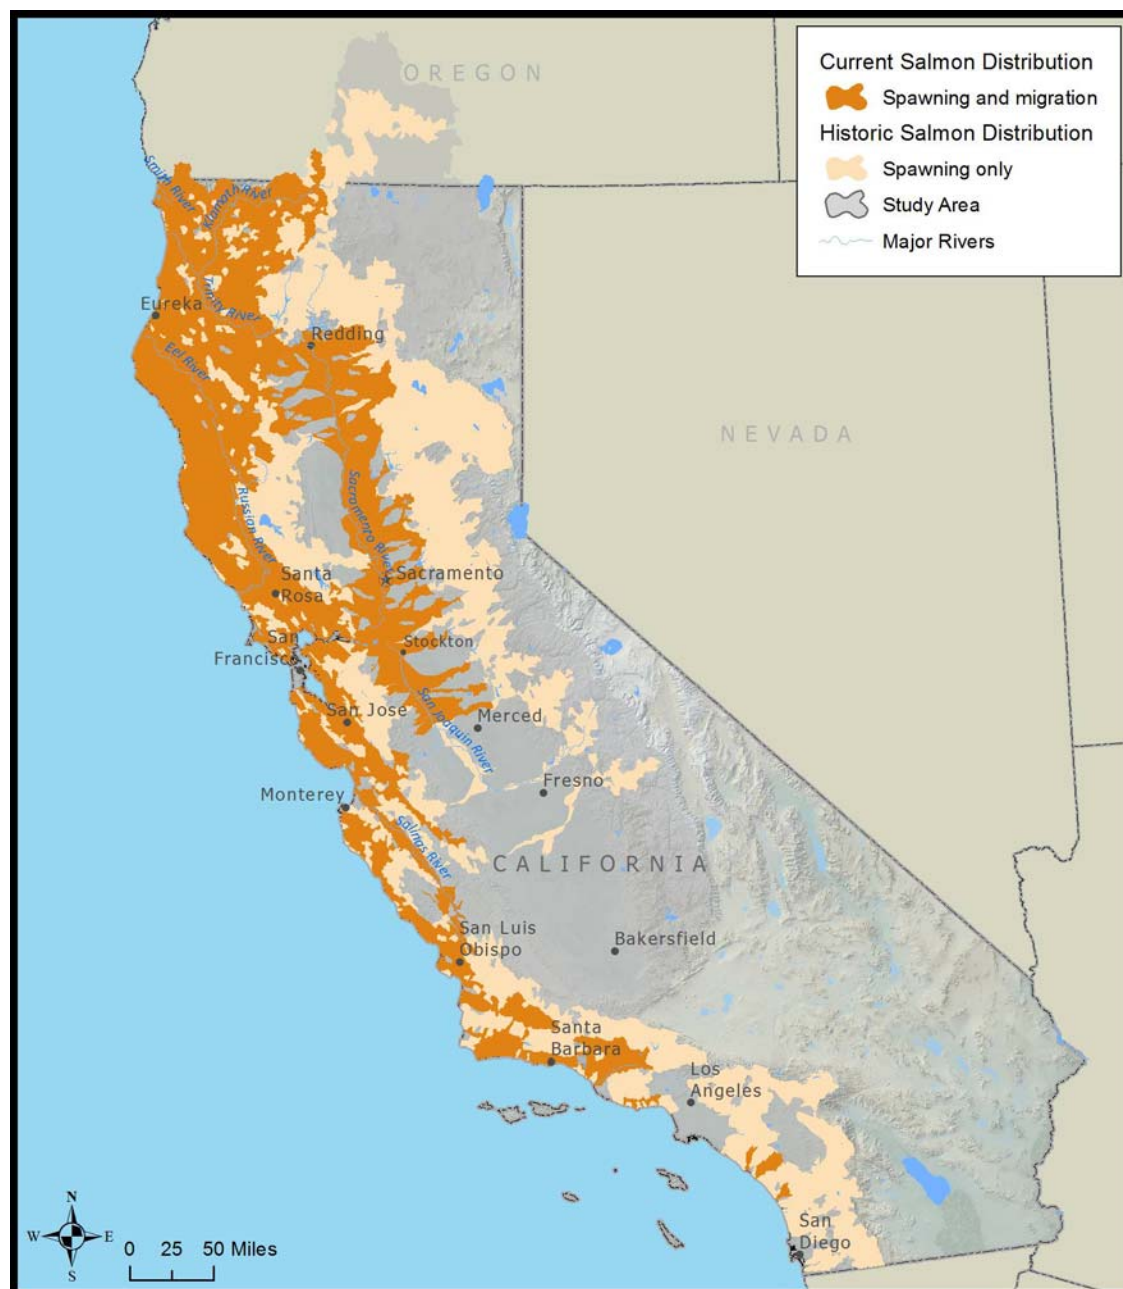 OREGON
Current Salmon Distribution
Spawning and migration
Historic Salmon Distribution
Spawning only
Study Area
Major Rivers
Smith River
Klamath River
Trinity River
Eureka
Redding
Eel River
NEVADA
Sacramento River
Russian River
Santa
Rosa
Sacramento
San
Francisco
Stockton
San Jose
San Joaquin River
Merced
Monterey
Fresno
Salinas River
CALIFORNIA
San Luis
Obispo
Bakersfield
Santa
Barbara
Los
Angeles
San
Diego
N
W
E
S
0 25 50 Miles